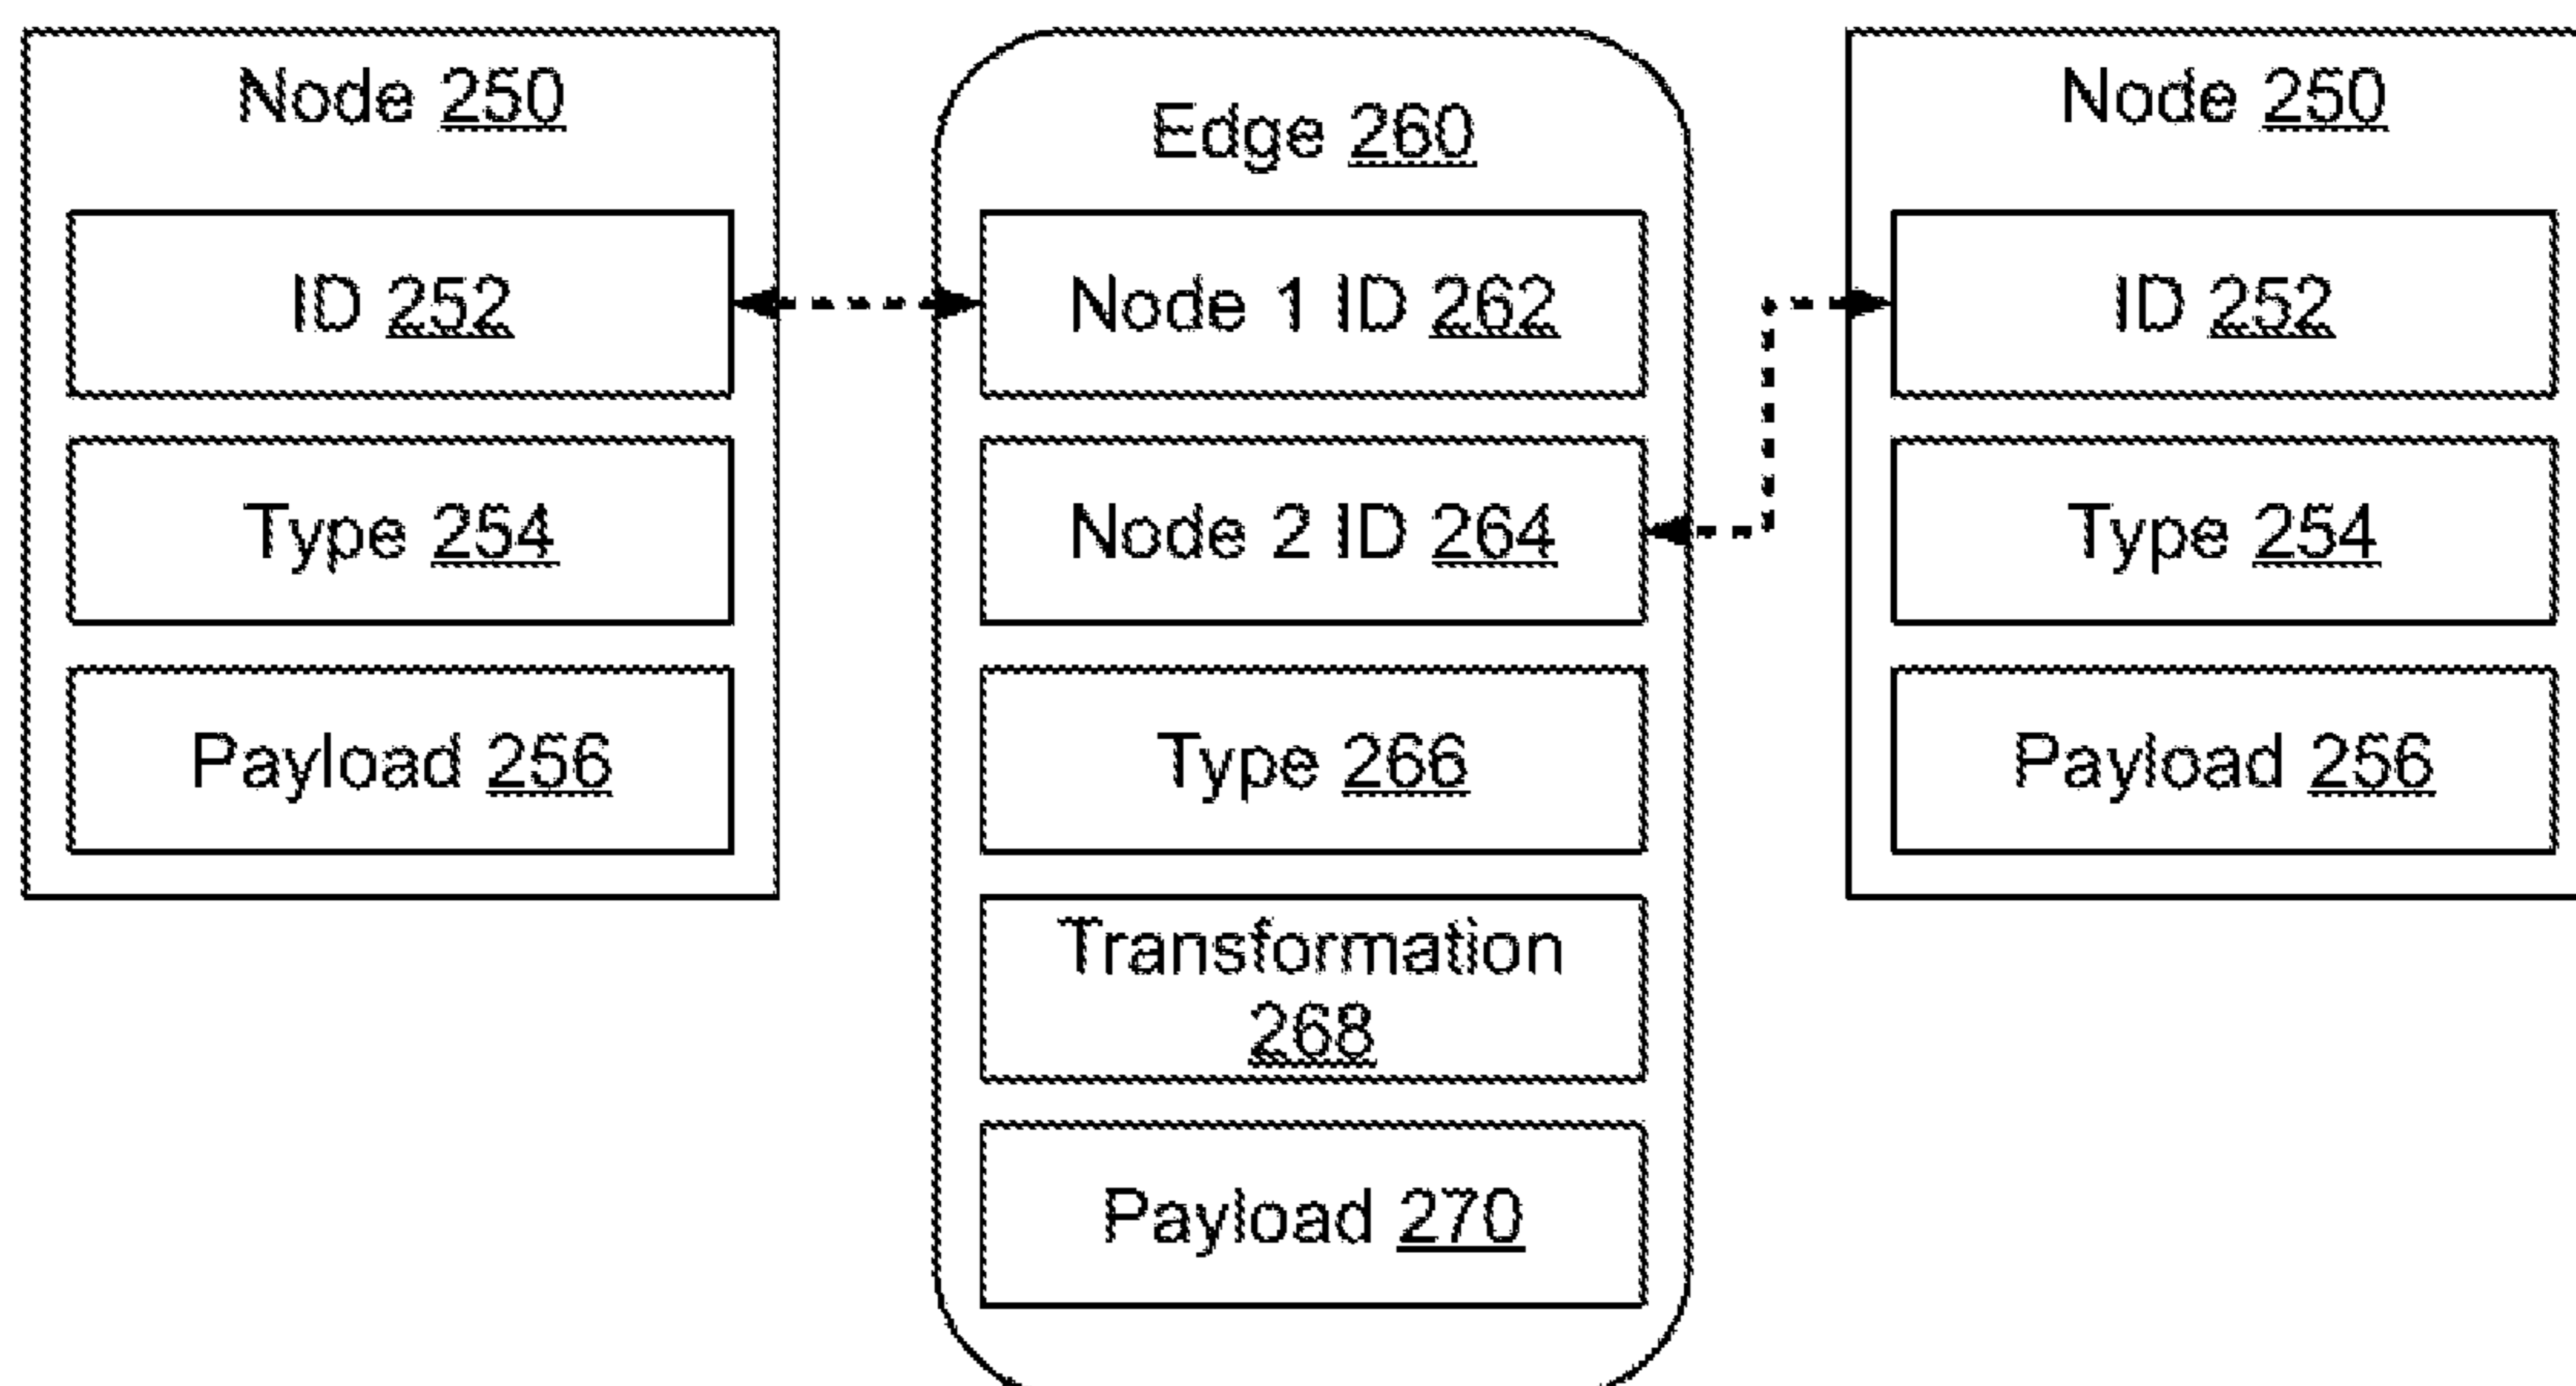 Node 250
ID 252
Type 254
Payload 256
Edge 260
Node 1 ID 262
Node 2 ID 264
Type 266
Transformation
268
Payload 270
Node 250
ID 252
Type 254
Payload 256